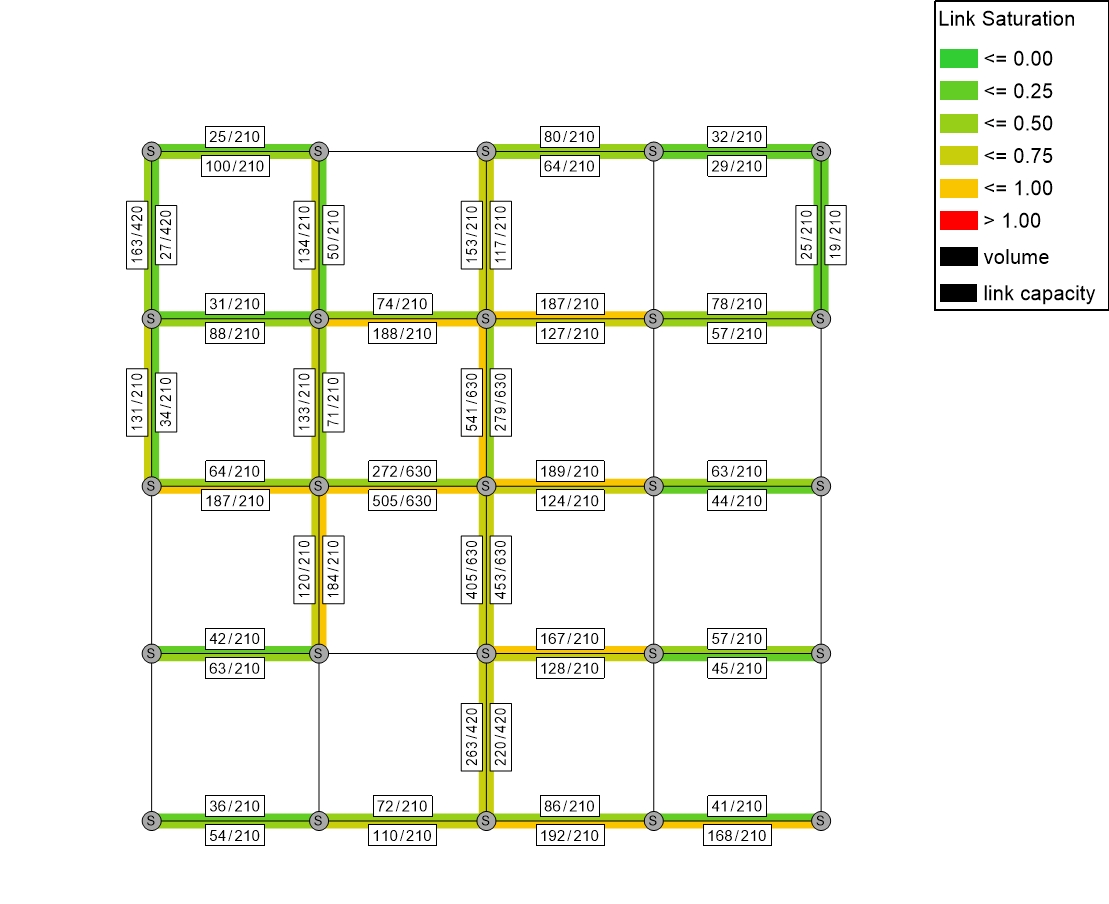 Link Saturation
<= 0.00
<= 0.25
<= 0.50
<= 0.75
<= 1.00
> 1.00
volume
link capacity
25/210
80/210
32/210
S
S
S
S
S
100/210
64/210
29/210
163/420
27/420
134/210
50/210
153/210
117/210
25/210
19/210
31/210
74/210
187/210
78/210
S
S
S
S
S
88/210
188/210
127/210
57/210
131/210
34/210
133/210
71/210
541/630
279/630
64/210
272/630
189/210
63/210
S
S
S
S
S
187/210
505/630
124/210
44/210
120/210
184/210
405/630
453/630
42/210
167/210
57/210
S
S
S
S
S
63/210
128/210
45/210
263/420
220/420
36/210
72/210
86/210
41/210
S
S
S
S
S
54/210
110/210
192/210
168/210